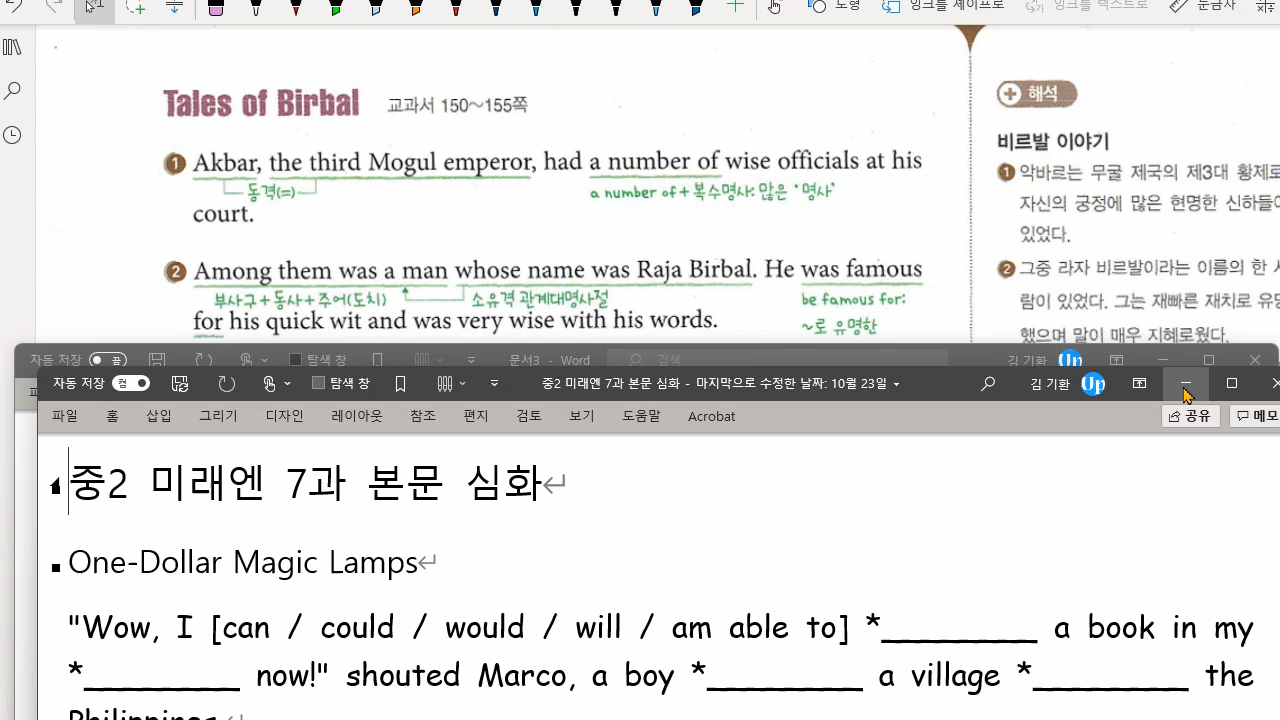 도형
잉크를 셰이프로
잉크를 텍스트로
눈금자
Tales of Birbal 교과서 150~155쪽
해석
1 Akbar, the third Mogul emperor, had a number of wise officials at his
동격(=)
a number of + 복수명사: 많은 '명사'
court.
2 Among them was a man whose name was Raja Birbal. He was famous
부사구+동사+주어(도치)
소유격 관계대명사절
be famous for:
for his quick wit and was very wise with his words.
~로 유명한
비르발 이야기
1 악바르는 무굴 제국의 제3대 황제로
자신의 궁정에 많은 현명한 신하들이
있었다.
2 그중 라자 비르발이라는 이름의 한 사
람이 있었다. 그는 재빠른 재치로 유명
했으며 말이 매우 지혜로웠다.
자동 저장 끔 탐색 창 문서3 - Word 검색 김 기환 Up
자동 저장 켬 탐색 창 중2 미래엔 7과 본문 심화 - 마지막으로 수정한 날짜: 10월 23일 김 기환 Up
파일 홈 삽입 그리기 디자인 레이아웃 참조 편지 검토 보기 도움말 Acrobat 공유 메모
중2 미래엔 7과 본문 심화
One-Dollar Magic Lamps
"Wow, I [can / could / would / will / am able to] *________ a book in my
*________ now!" shouted Marco, a boy *________ a village *________ the
Philippines